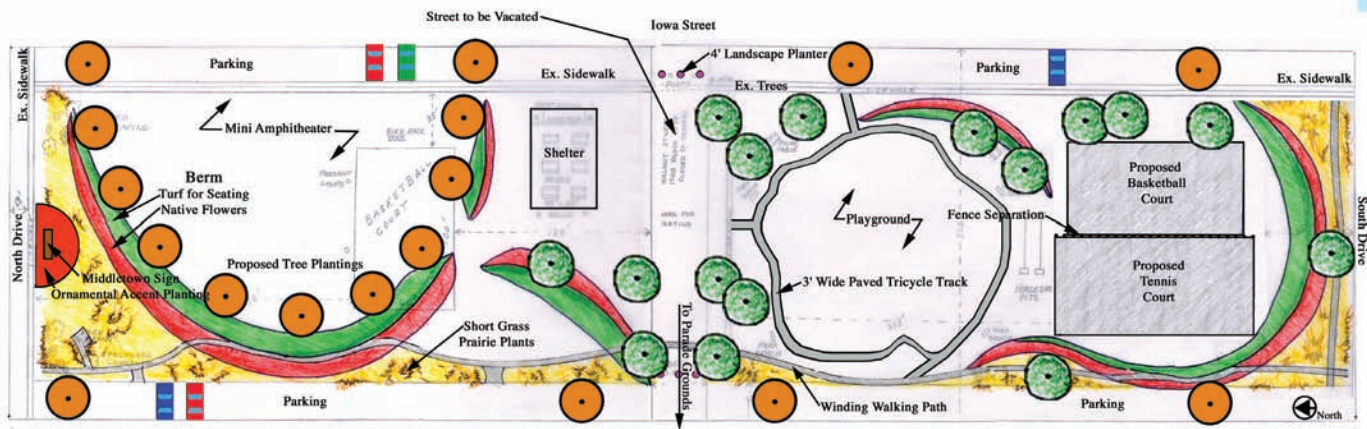 Street to be Vacated
Iowa Street
4' Landscape Planter
Parking
Ex. Sidewalk
Ex. Sidewalk
Ex. Trees
Parking
Ex. Sidewalk
Mini Amphitheater
Shelter
Berm
Turf for Seating
Native Flowers
BASKETBALL
COURT
Playground
Fence Separation
Proposed
Basketball
Court
North Drive
South Drive
Middletown Sign
Ornamental Accent Planting
Proposed Tree Plantings
3' Wide Paved Tricycle Track
Proposed
Tennis
Court
Short Grass
Prairie Plants
To Parade Grounds
Parking
Winding Walking Path
Parking
North